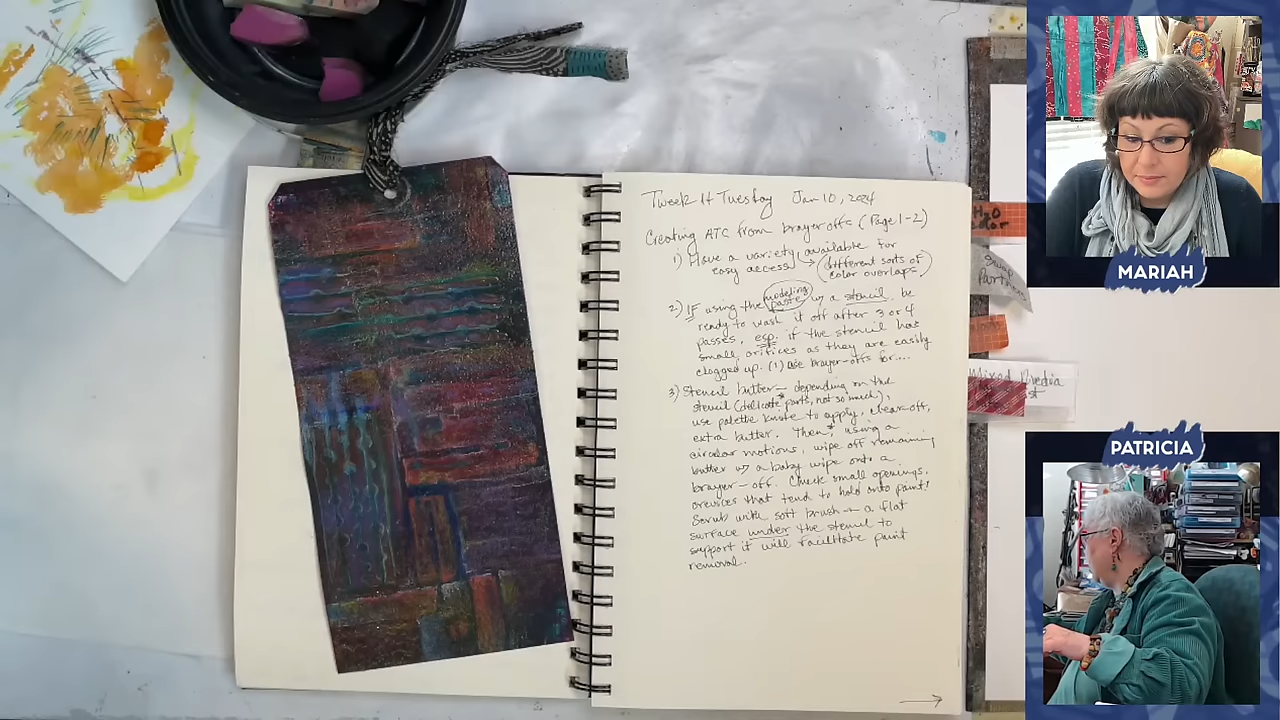 Tweek It Tuesday Jan 10, 2024
Creating ATC from brayer offs (Page 1-2)
1) Have a variety available for
easy access → (different sorts of
color overlaps)
2) IF using the modeling paste w/ a stencil be
ready to wash it off after 3 or 4
passes, esp. if the stencil has
small orifices as they are easily
clogged up. (1) use brayer-offs for....
3) Stencil butter - depending on the
stencil (delicate parts, not so much),
use palette knife to apply, clear off,
extra butter. Then, using a
circular motions, wipe off remaining
butter w/ a baby wipe onto a
brayer-off. Check small openings,
crevices that tend to hold onto paint!
Scrub with soft brush → a flat
surface under the stencil to
support it will facilitate paint
removal.
H2O
Color
Mixed Media
MARIAH
PATRICIA